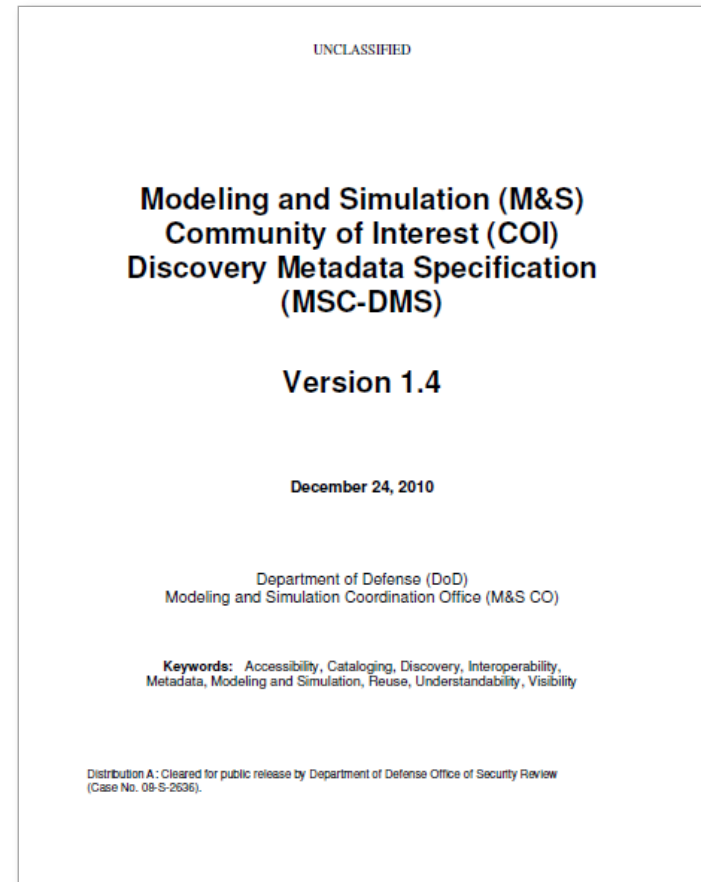 UNCLASSIFIED
Modeling and Simulation (M&S)
Community of Interest (COI)
Discovery Metadata Specification
(MSC-DMS)
Version 1.4
December 24, 2010
Department of Defense (DoD)
Modeling and Simulation Coordination Office (M&S CO)
Keywords: Accessibility, Cataloging, Discovery, Interoperability,
Metadata, Modeling and Simulation, Reuse, Understandability, Visibility
Distribution A: Cleared for public release by Department of Defense Office of Security Review
(Case No. 08-S-2636).